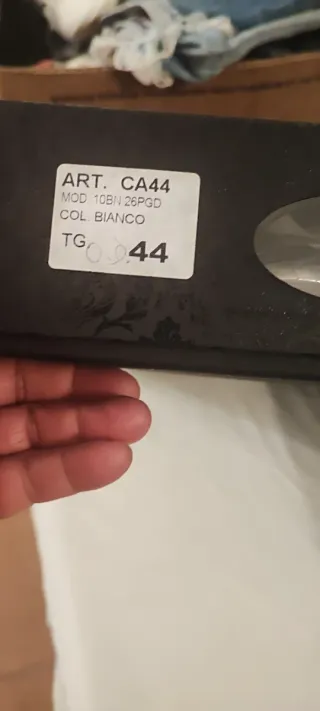 ART. CA44
MOD 10BN 26PGD
COL. BIANCO
TG. 44